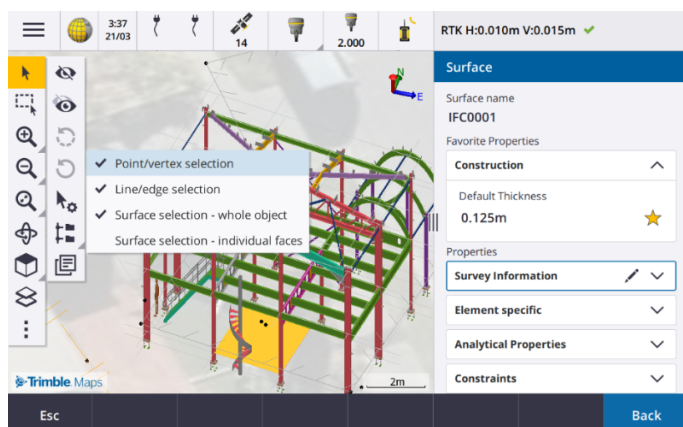 3:37
21/03
14
2.000
RTK H:0.010m V:0.015m
Surface
Surface name
IFC0001
Favorite Properties
Construction
Default Thickness
0.125m
Properties
Survey Information
Element specific
Analytical Properties
Constraints
N
E
Point/vertex selection
Line/edge selection
Surface selection - whole object
Surface selection - individual faces
Trimble. Maps
2m
Esc
Back